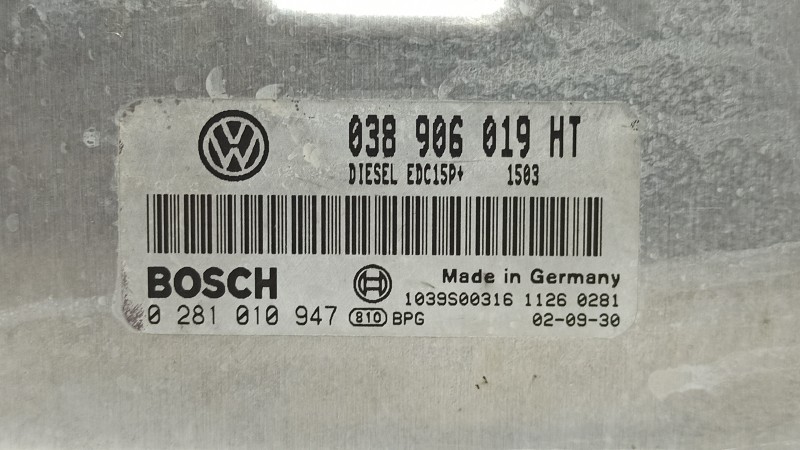 038 906 019 HT
DIESEL EDC15P+ 1503
BOSCH
Made in Germany
1039S00316 1126 0281
0 281 010 947 810 BPG 02-09-30